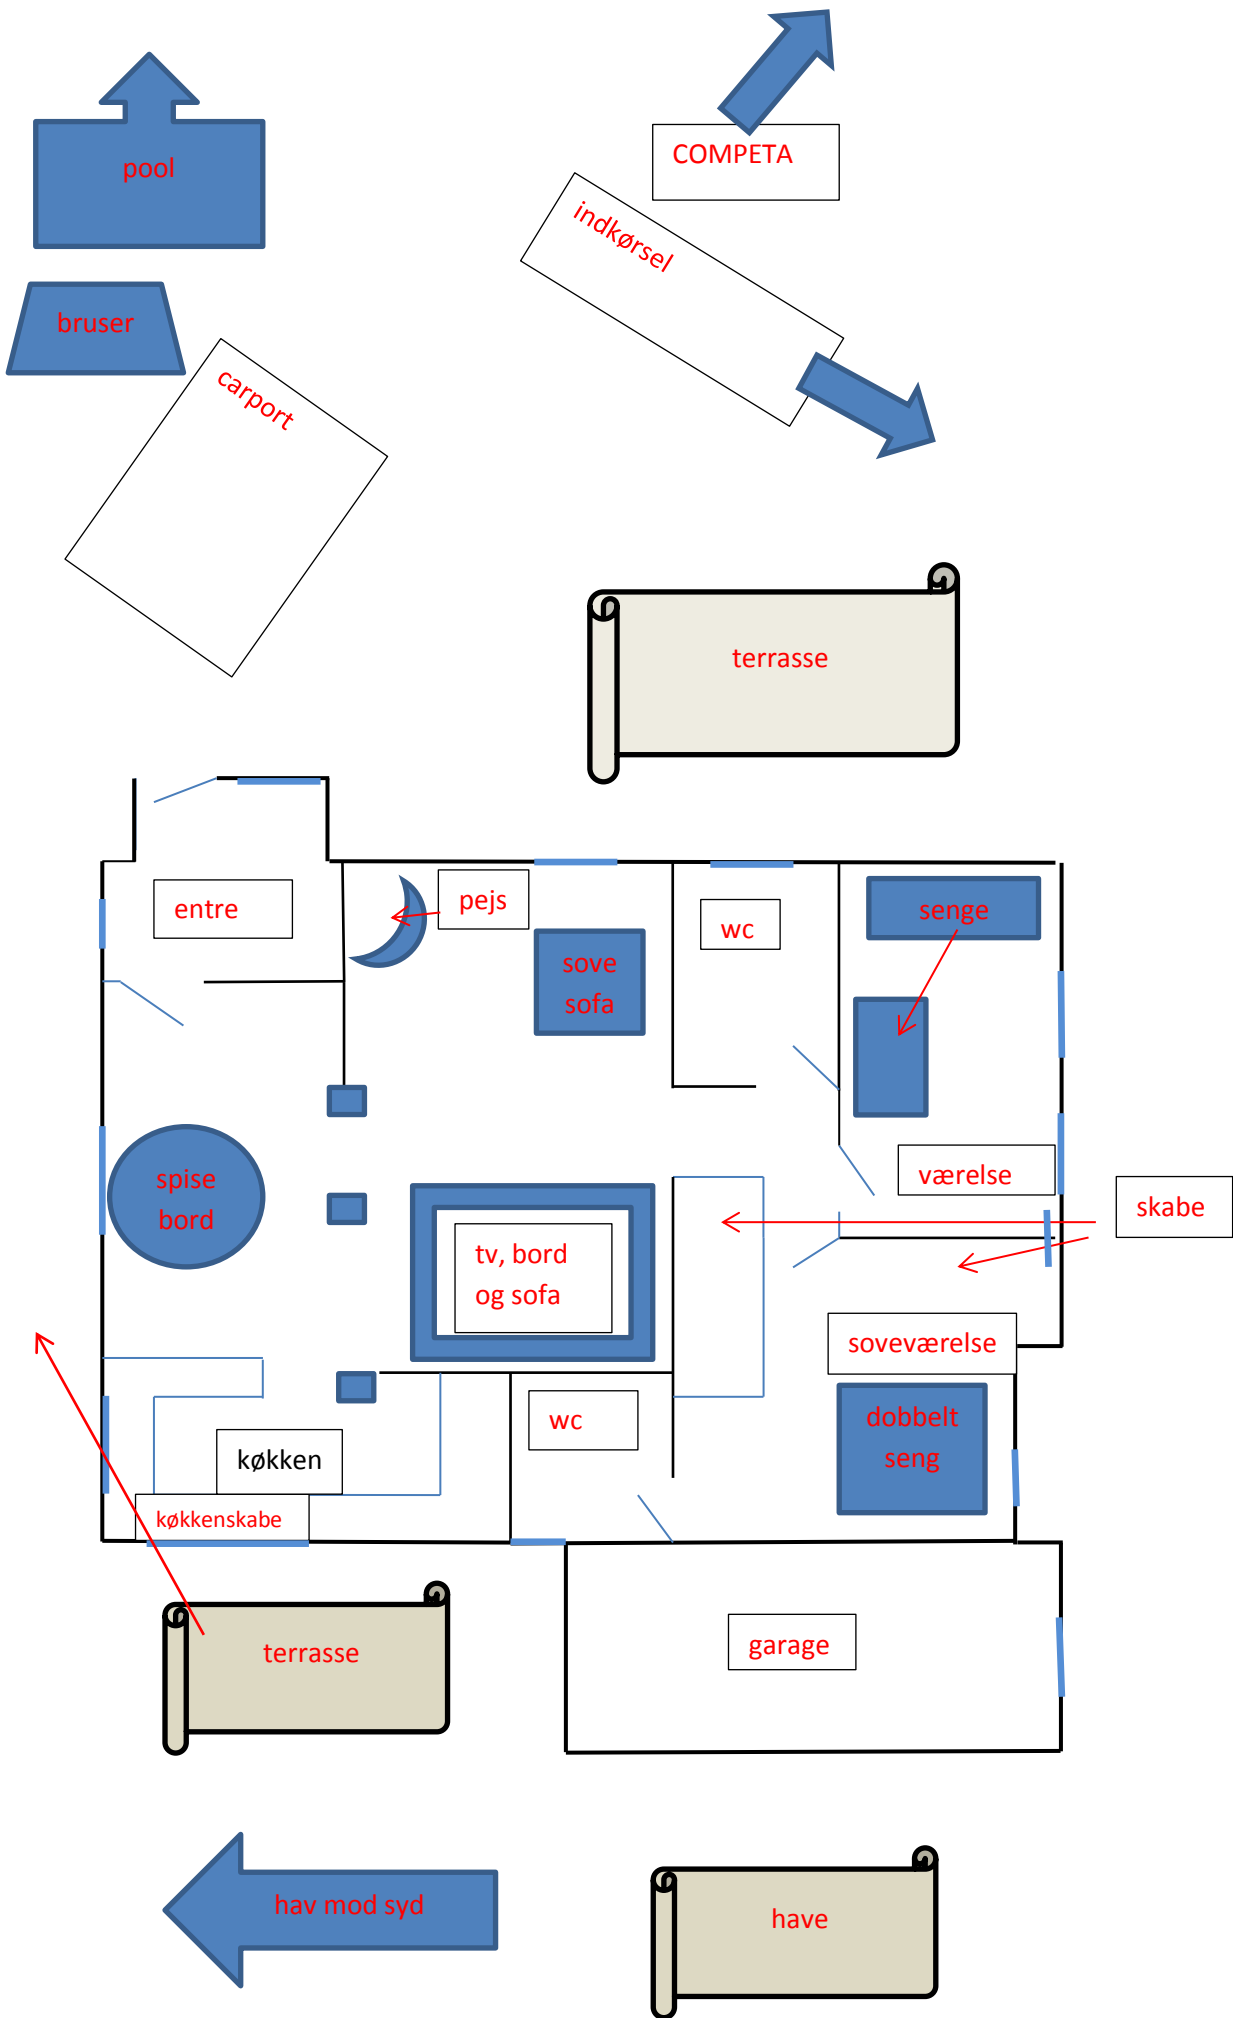 COMPETA
pool
indkørsel
bruser
carport
terrasse
entre
pejs
wc
senge
sove
sofa
spise
bord
værelse
skabe
tv, bord
og sofa
soveværelse
wc
dobbelt
seng
køkken
køkkenskabe
terrasse
garage
hav mod syd
have